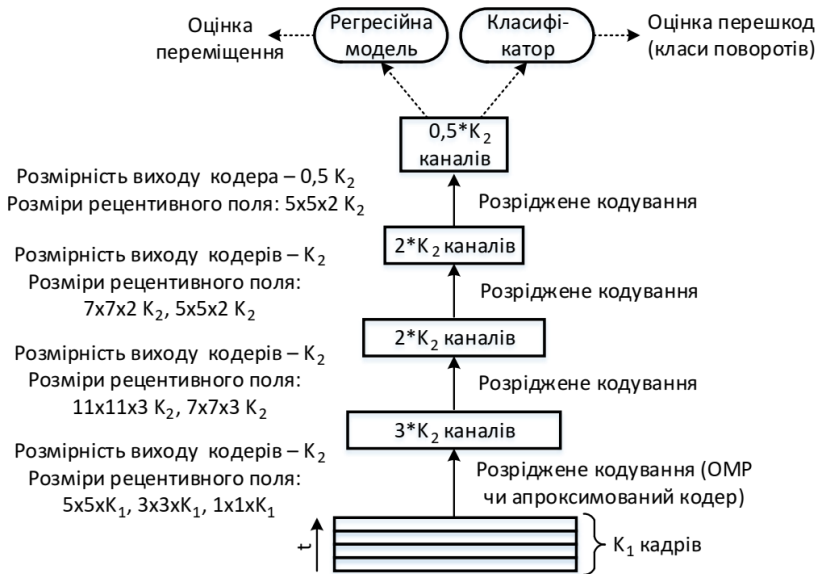 Оцінка
переміщення
Регресійна
модель
Класифі-
катор
Оцінка перешкод
(класи поворотів)
0,5*K₂
каналів
Розмірність виходу кодера – 0,5 K₂
Розміри рецептивного поля: 5x5x2 K₂
Розріджене кодування
2*K₂ каналів
Розмірність виходу кодерів – K₂
Розміри рецептивного поля:
7x7x2 K₂, 5x5x2 K₂
Розріджене кодування
2*K₂ каналів
Розмірність виходу кодерів – K₂
Розміри рецептивного поля:
11x11x3 K₂, 7x7x3 K₂
Розріджене кодування
3*K₂ каналів
Розмірність виходу кодерів – K₂
Розміри рецептивного поля:
5x5xK₁, 3x3xK₁, 1x1xK₁
Розріджене кодування (OMP
чи апроксимований кодер)
t
K₁ кадрів